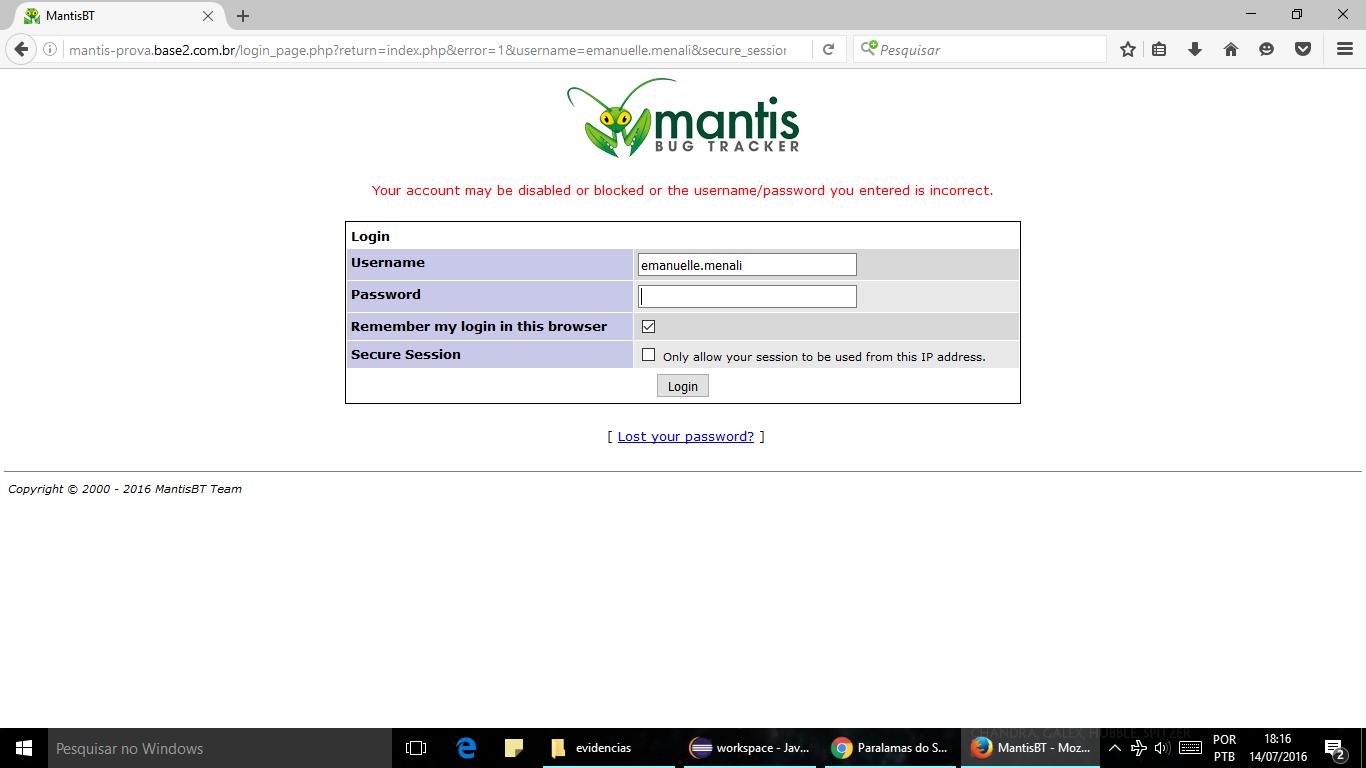 MantisBT
mantis-prova.base2.com.br/login_page.php?return=index.php&error=1&username=emanuelle.menali&secure_session
Pesquisar
mantis
BUG TRACKER
Your account may be disabled or blocked or the username/password you entered is incorrect.
Login
Username
emanuelle.menali
Password
Remember my login in this browser
Secure Session
Only allow your session to be used from this IP address.
Login
[ Lost your password? ]
Copyright © 2000 - 2016 MantisBT Team
CHANDRA, GALEX, HUBBLE, SPITZER
Pesquisar no Windows
evidencias
workspace - Jav...
Paralamas do S...
MantisBT - Moz...
POR
PTB
18:16
14/07/2016
2